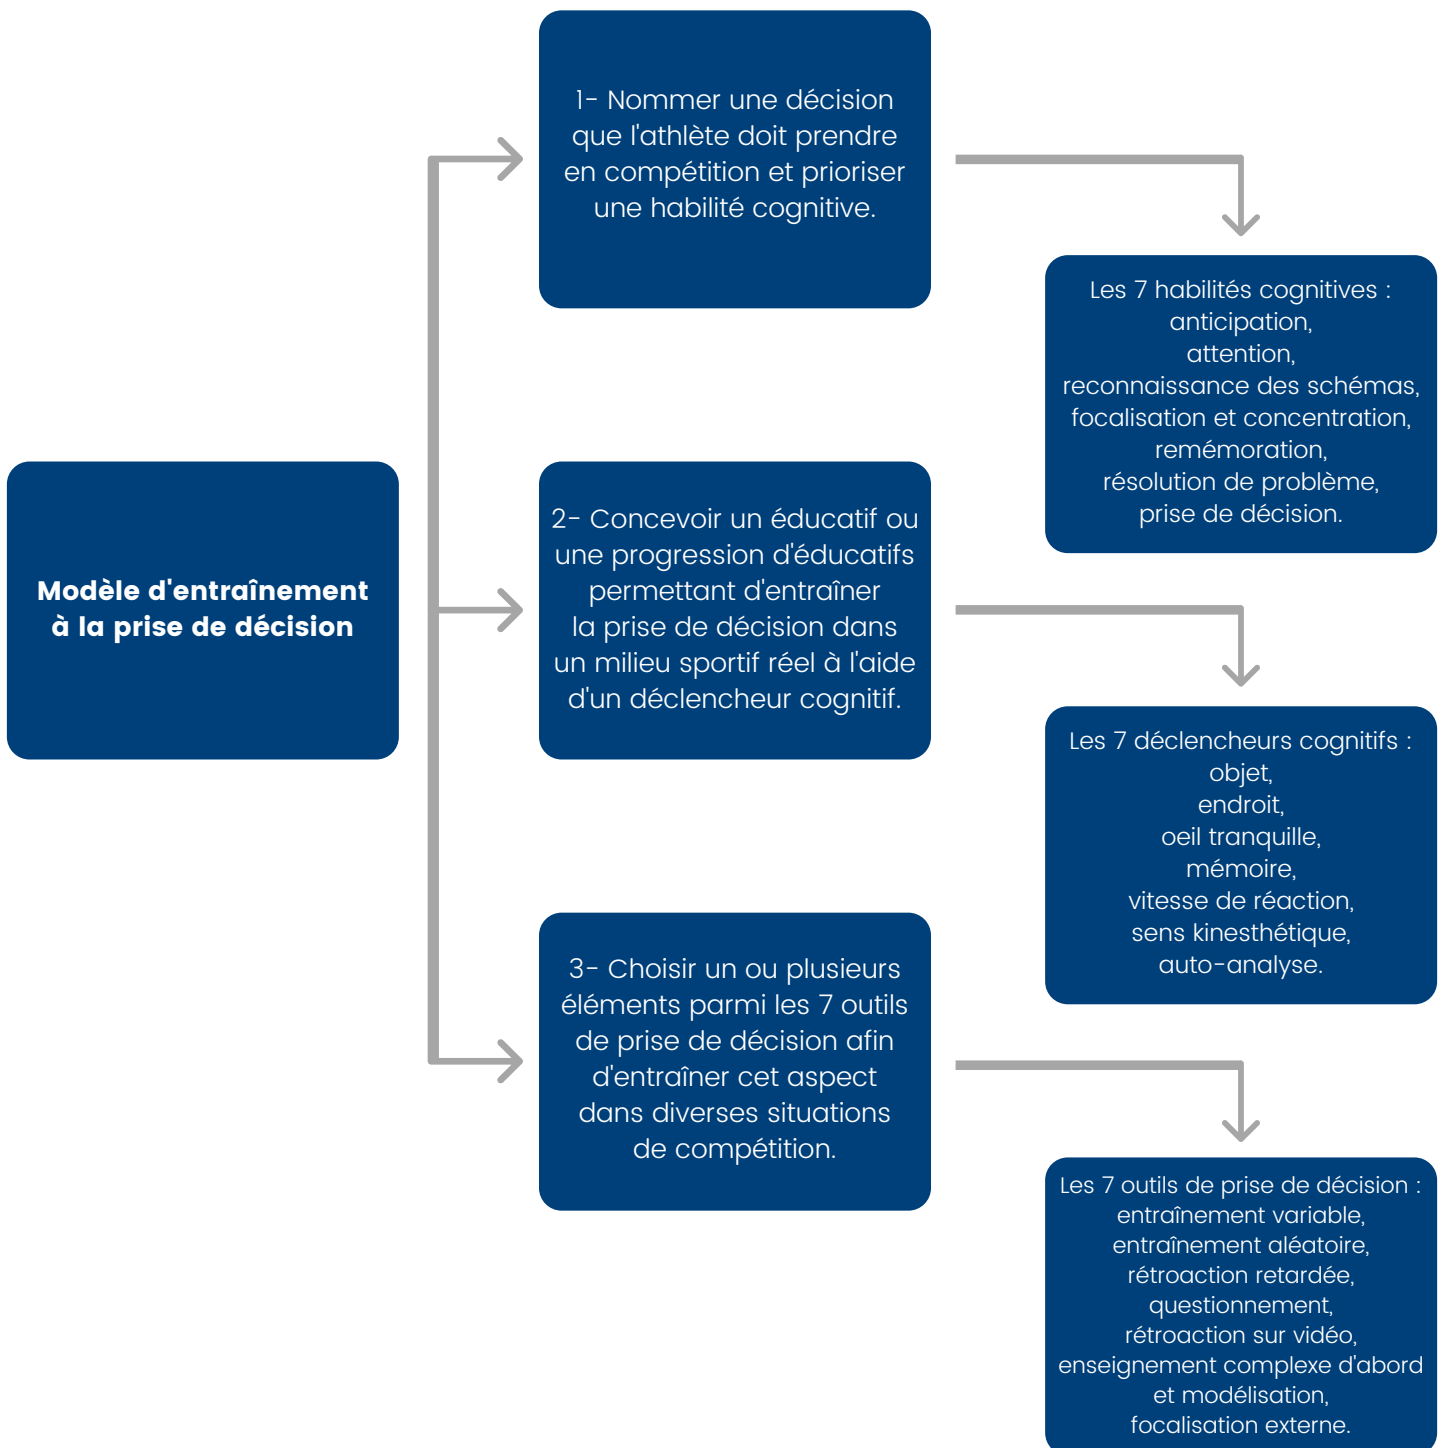 Modèle d'entraînement
à la prise de décision
1- Nommer une décision
que l'athlète doit prendre
en compétition et prioriser
une habilité cognitive.
Les 7 habilités cognitives :
anticipation,
attention,
reconnaissance des schémas,
focalisation et concentration,
remémoration,
résolution de problème,
prise de décision.
2- Concevoir un éducatif ou
une progression d'éducatifs
permettant d'entraîner
la prise de décision dans
un milieu sportif réel à l'aide
d'un déclencheur cognitif.
Les 7 déclencheurs cognitifs :
objet,
endroit,
oeil tranquille,
mémoire,
vitesse de réaction,
sens kinesthétique,
auto-analyse.
3- Choisir un ou plusieurs
éléments parmi les 7 outils
de prise de décision afin
d'entraîner cet aspect
dans diverses situations
de compétition.
Les 7 outils de prise de décision :
entraînement variable,
entraînement aléatoire,
rétroaction retardée,
questionnement,
rétroaction sur vidéo,
enseignement complexe d'abord
et modélisation,
focalisation externe.